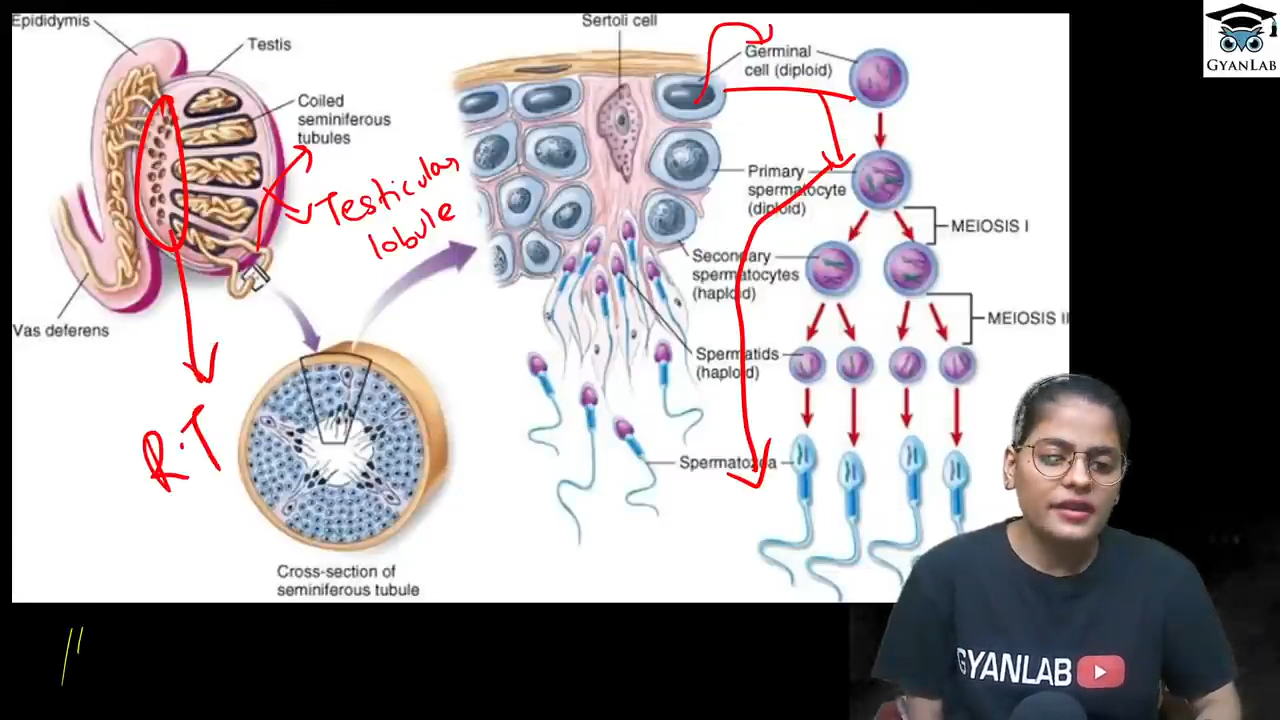 Epididymis
Testis
Coiled
seminiferous
tubules
Testicular
lobule
Vas deferens
R.T
Cross-section of
seminiferous tubule
Sertoli cell
Germinal
cell (diploid)
Primary
spermatocyte
(diploid)
MEIOSIS I
Secondary
spermatocytes
(haploid)
MEIOSIS II
Spermatids
(haploid)
Spermatozoa
GYANLAB
GYANLAB